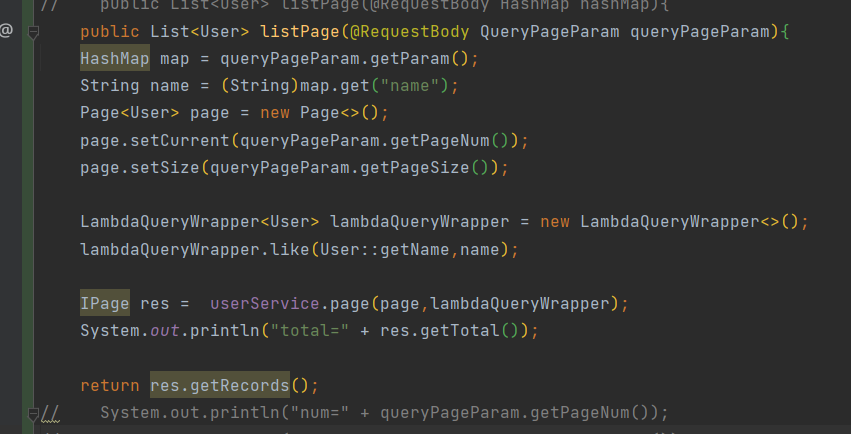 //    public List<User> listPage(@RequestBody HashMap hashMap){
@ public List<User> listPage(@RequestBody QueryPageParam queryPageParam){
HashMap map = queryPageParam.getParam();
String name = (String)map.get("name");
Page<User> page = new Page<>();
page.setCurrent(queryPageParam.getPageNum());
page.setSize(queryPageParam.getPageSize());
LambdaQueryWrapper<User> lambdaQueryWrapper = new LambdaQueryWrapper<>();
lambdaQueryWrapper.like(User::getName,name);
IPage res =  userService.page(page,lambdaQueryWrapper);
System.out.println("total=" + res.getTotal());
return res.getRecords();
//    System.out.println("num=" + queryPageParam.getPageNum());